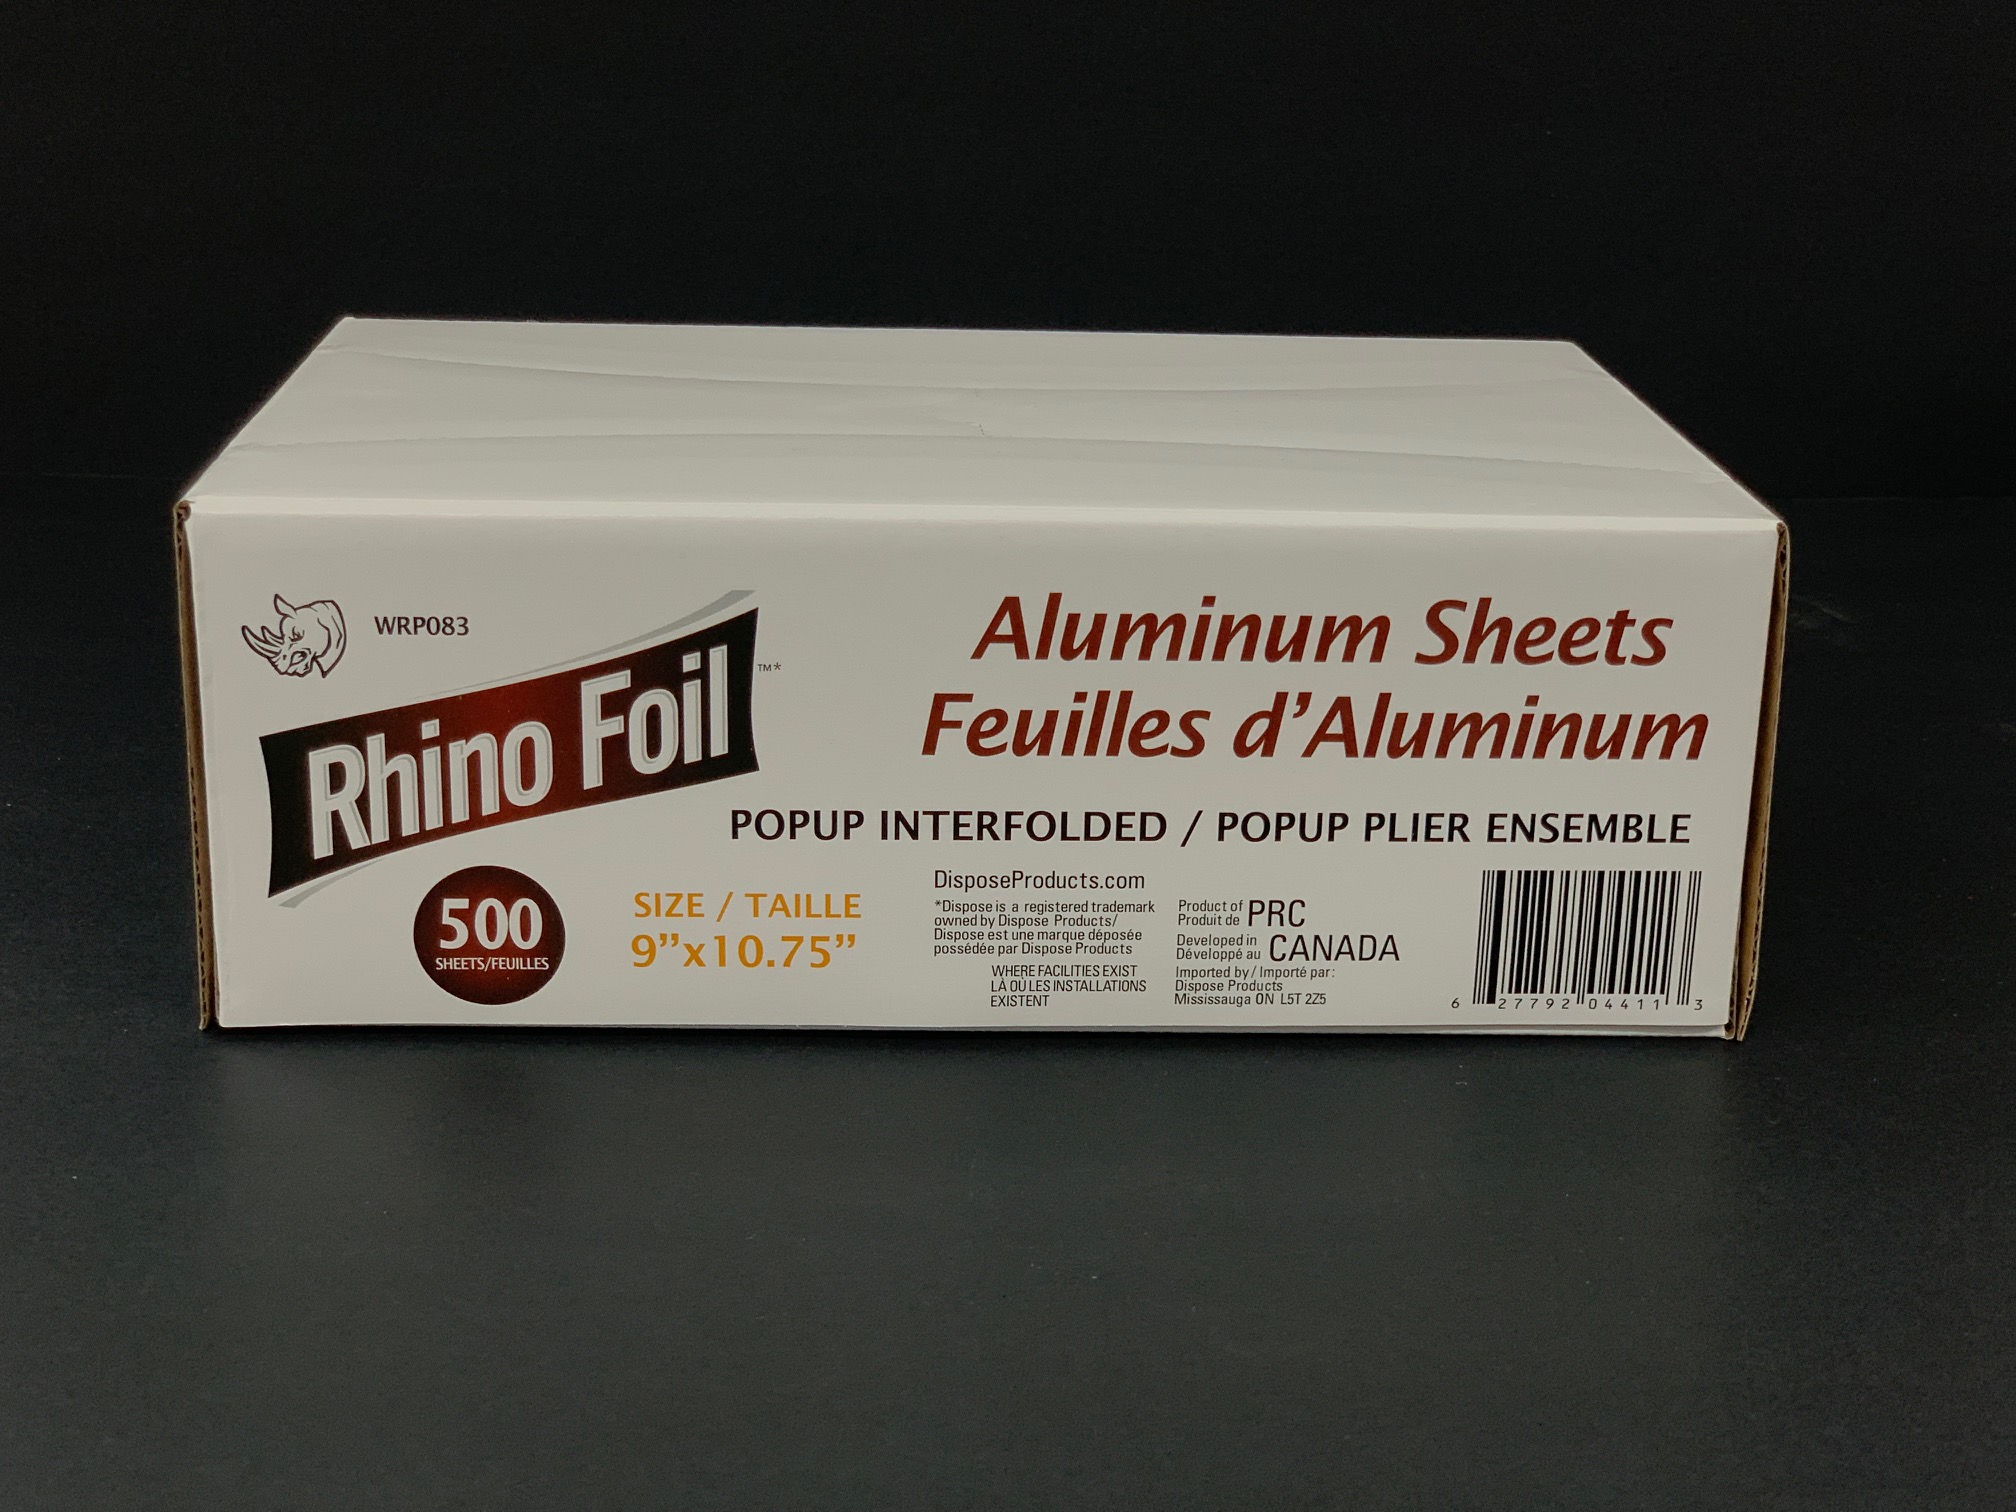 WRP083
Rhino Foil
™*
Aluminum Sheets
Feuilles d'Aluminum
POPUP INTERFOLDED / POPUP PLIER ENSEMBLE
500
SHEETS/FEUILLES
SIZE / TAILLE
9”x10.75”
DisposeProducts.com
*Dispose is a registered trademark
owned by Dispose Products/
Dispose est une marque déposée
possédée par Dispose Products
WHERE FACILITIES EXIST
LÀ OÙ LES INSTALLATIONS
EXISTENT
Product of
Produit de PRC
Developed in
Développé au CANADA
Imported by / Importé par:
Dispose Products
Mississauga ON L5T 2Z5
6 27792 04411 3